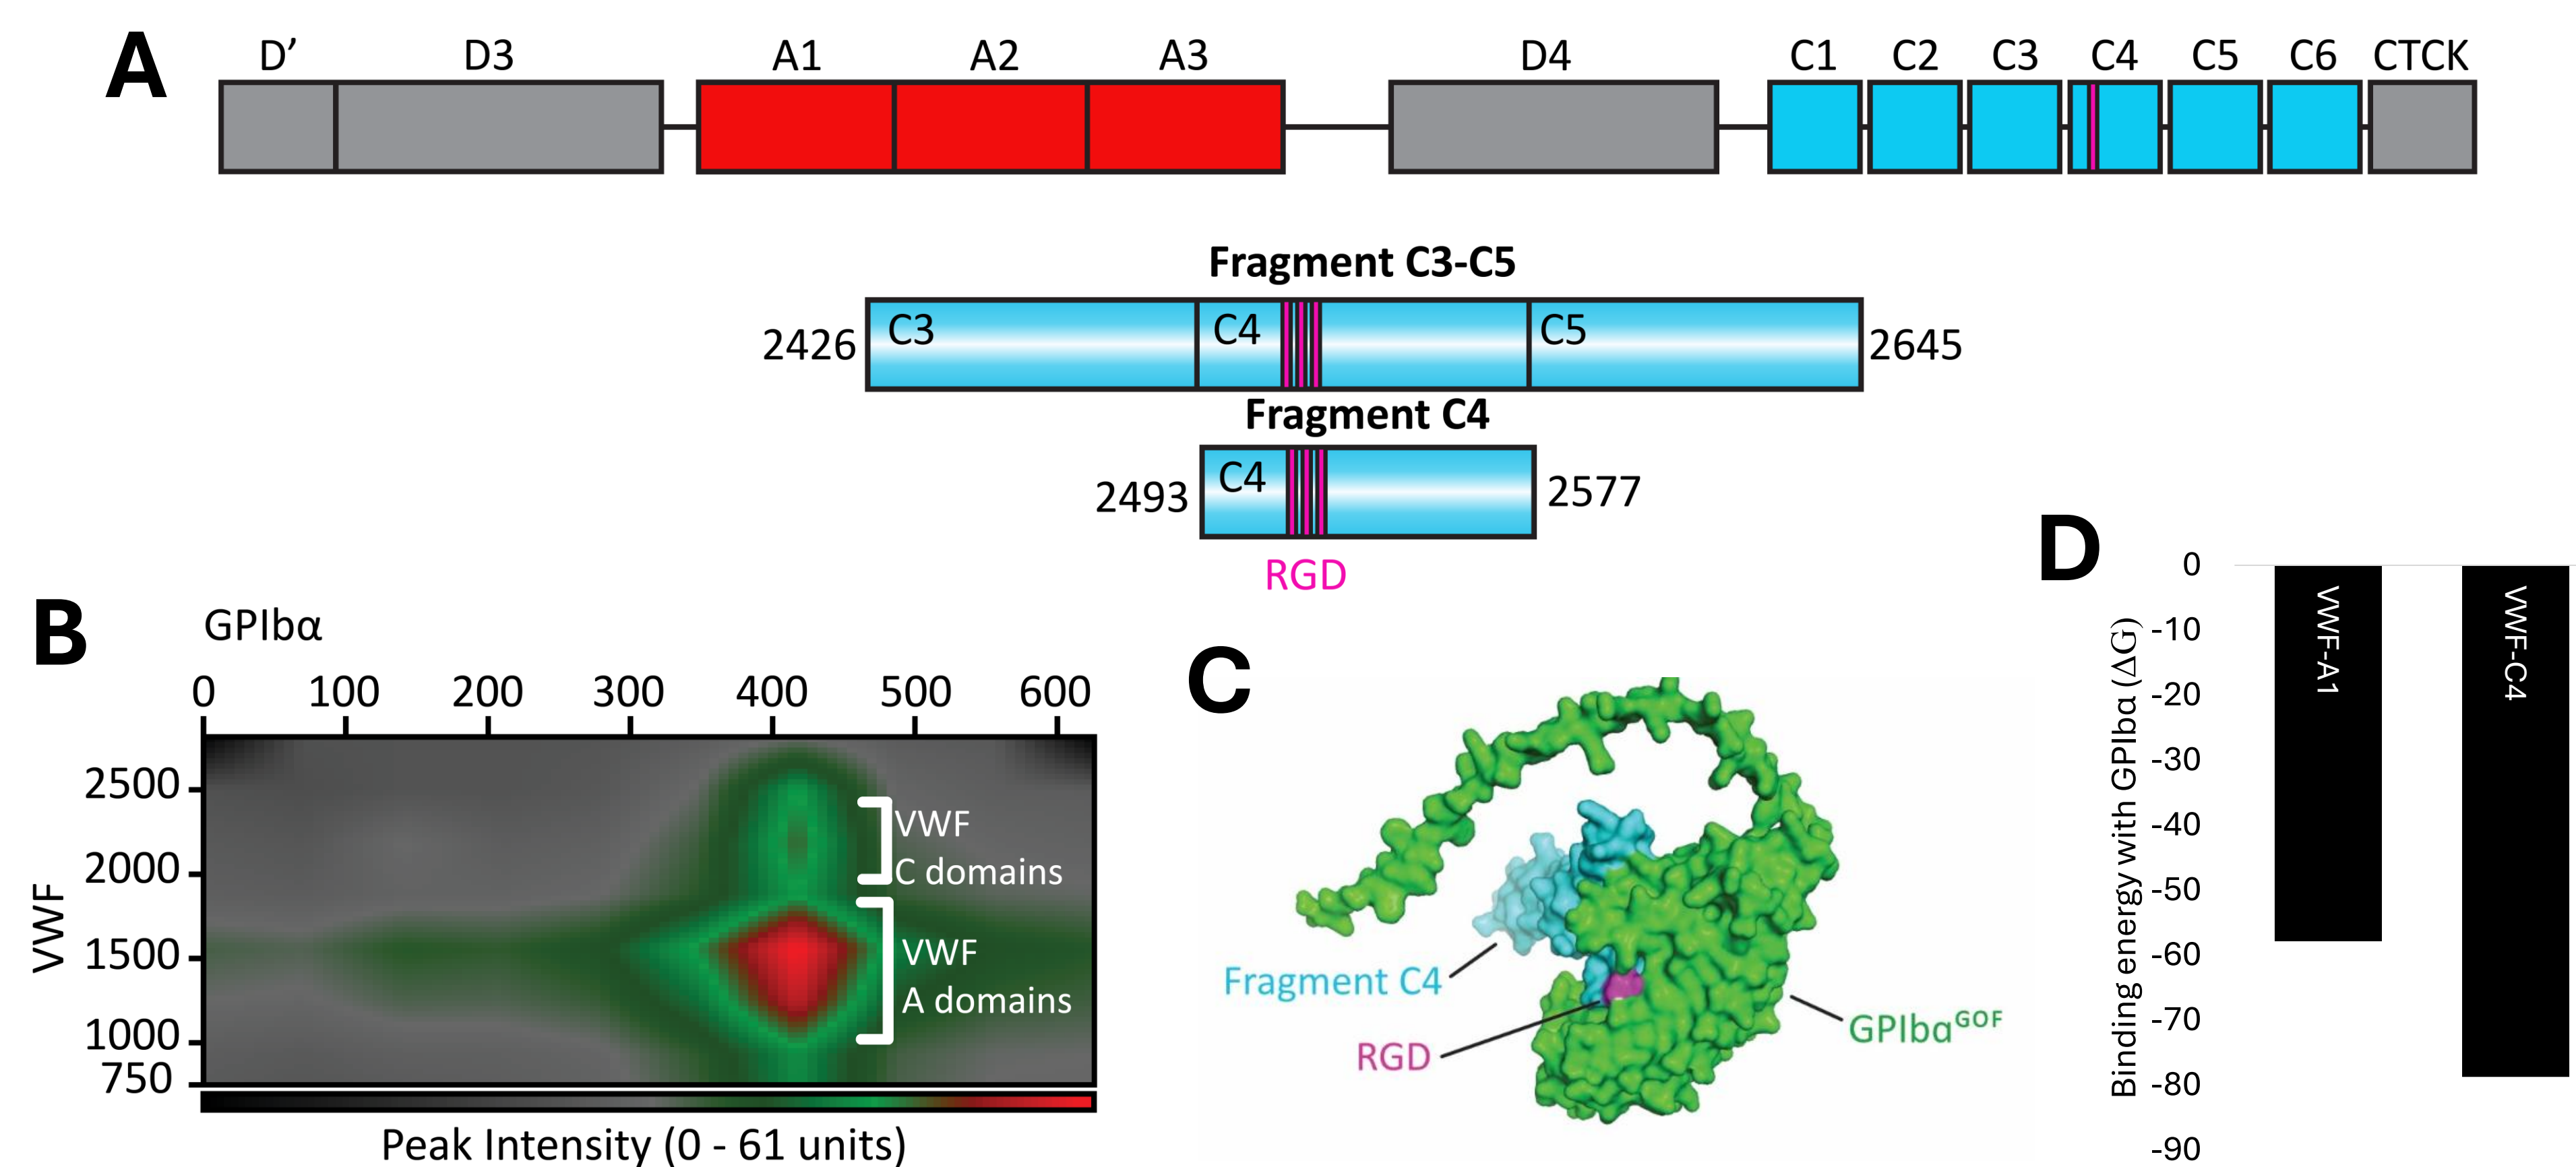 A
D’ D3 A1 A2 A3 D4 C1 C2 C3 C4 C5 C6 CTCK
Fragment C3-C5
2426 C3 C4 C5 2645
Fragment C4
2493 C4 2577
RGD
B
GPIbα
0 100 200 300 400 500 600
VWF
2500
2000
1500
1000
750
VWF
C domains
VWF
A domains
Peak Intensity (0 - 61 units)
C
Fragment C4
RGD
GPIbαGOF
D
Binding energy with GPIbα (ΔG)
0
-10
-20
-30
-40
-50
-60
-70
-80
-90
VWF-A1
VWF-C4